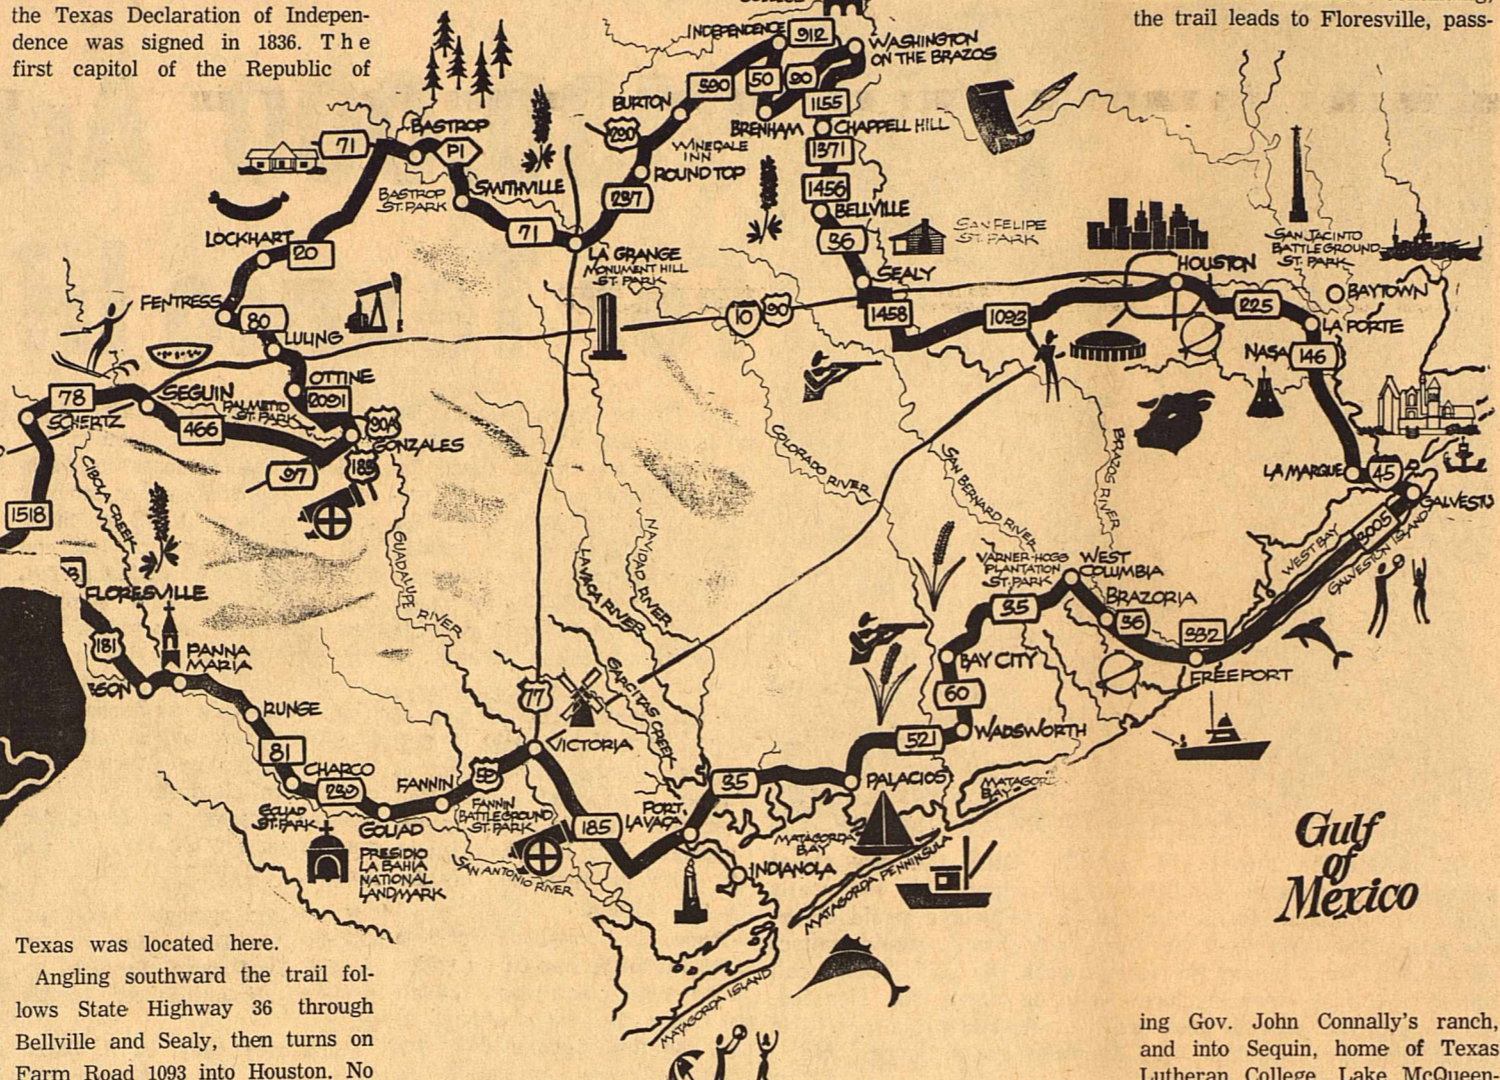 the Texas Declaration of Indepen-
dence was signed in 1836. The
first capitol of the Republic of
the trail leads to Floresville, pass-
INDEPENDENCE
912
WASHINGTON
ON THE BRAZOS
390
50
90
BURTON
290
BRENHAM
1155
CHAPPELL HILL
1371
1456
BELLVILLE
36
WINEDALE
INN
ROUND TOP
237
71
BASTROP
P1
BASTROP
ST. PARK
SMITHVILLE
71
LA GRANGE
MONUMENT HILL
ST. PARK
LOCKHART
20
FENTRESS
80
LULING
SAN FELIPE
ST. PARK
SEALY
1458
10
90
1093
HOUSTON
225
SAN JACINTO
BATTLEGROUND
ST. PARK
BAYTOWN
LA PORTE
NASA
146
78
SCHERTZ
SEGUIN
466
PALMETTO
ST. PARK
OTTINE
2091
90A
GONZALES
183
97
1518
CIBOLA CREEK
COLORADO RIVER
SAN BERNARD RIVER
BRAZOS RIVER
LA MARQUE
45
3005
WEST BAY
GALVESTON ISLAND
GUADALUPE RIVER
LAVACA RIVER
NAVIDAD RIVER
GARCITAS CREEK
VARNER-HOGG
PLANTATION
ST. PARK
WEST
COLUMBIA
35
BRAZORIA
36
332
FREEPORT
BAY CITY
60
WADSWORTH
521
PALACIOS
MATAGORDA
BAY
FLORESVILLE
181
PANNA
MARIA
RUNGE
81
CHARCO
239
GOLIAD
ST. PARK
GOLIAD
PRESIDIO
LA BAHIA
NATIONAL
LANDMARK
FANNIN
59
FANNIN
BATTLEGROUND
ST. PARK
77
VICTORIA
185
SAN ANTONIO RIVER
PORT
LAVACA
35
INDIANOLA
MATAGORDA
BAY
MATAGORDA PENNINSULA
MATAGORDA ISLAND
Gulf
of
Mexico
Texas was located here.
Angling southward the trail fol-
lows State Highway 36 through
Bellville and Sealy, then turns on
Farm Road 1093 into Houston. No
ing Gov. John Connally's ranch,
and into Sequin, home of Texas
Lutheran College. Lake McQueen-